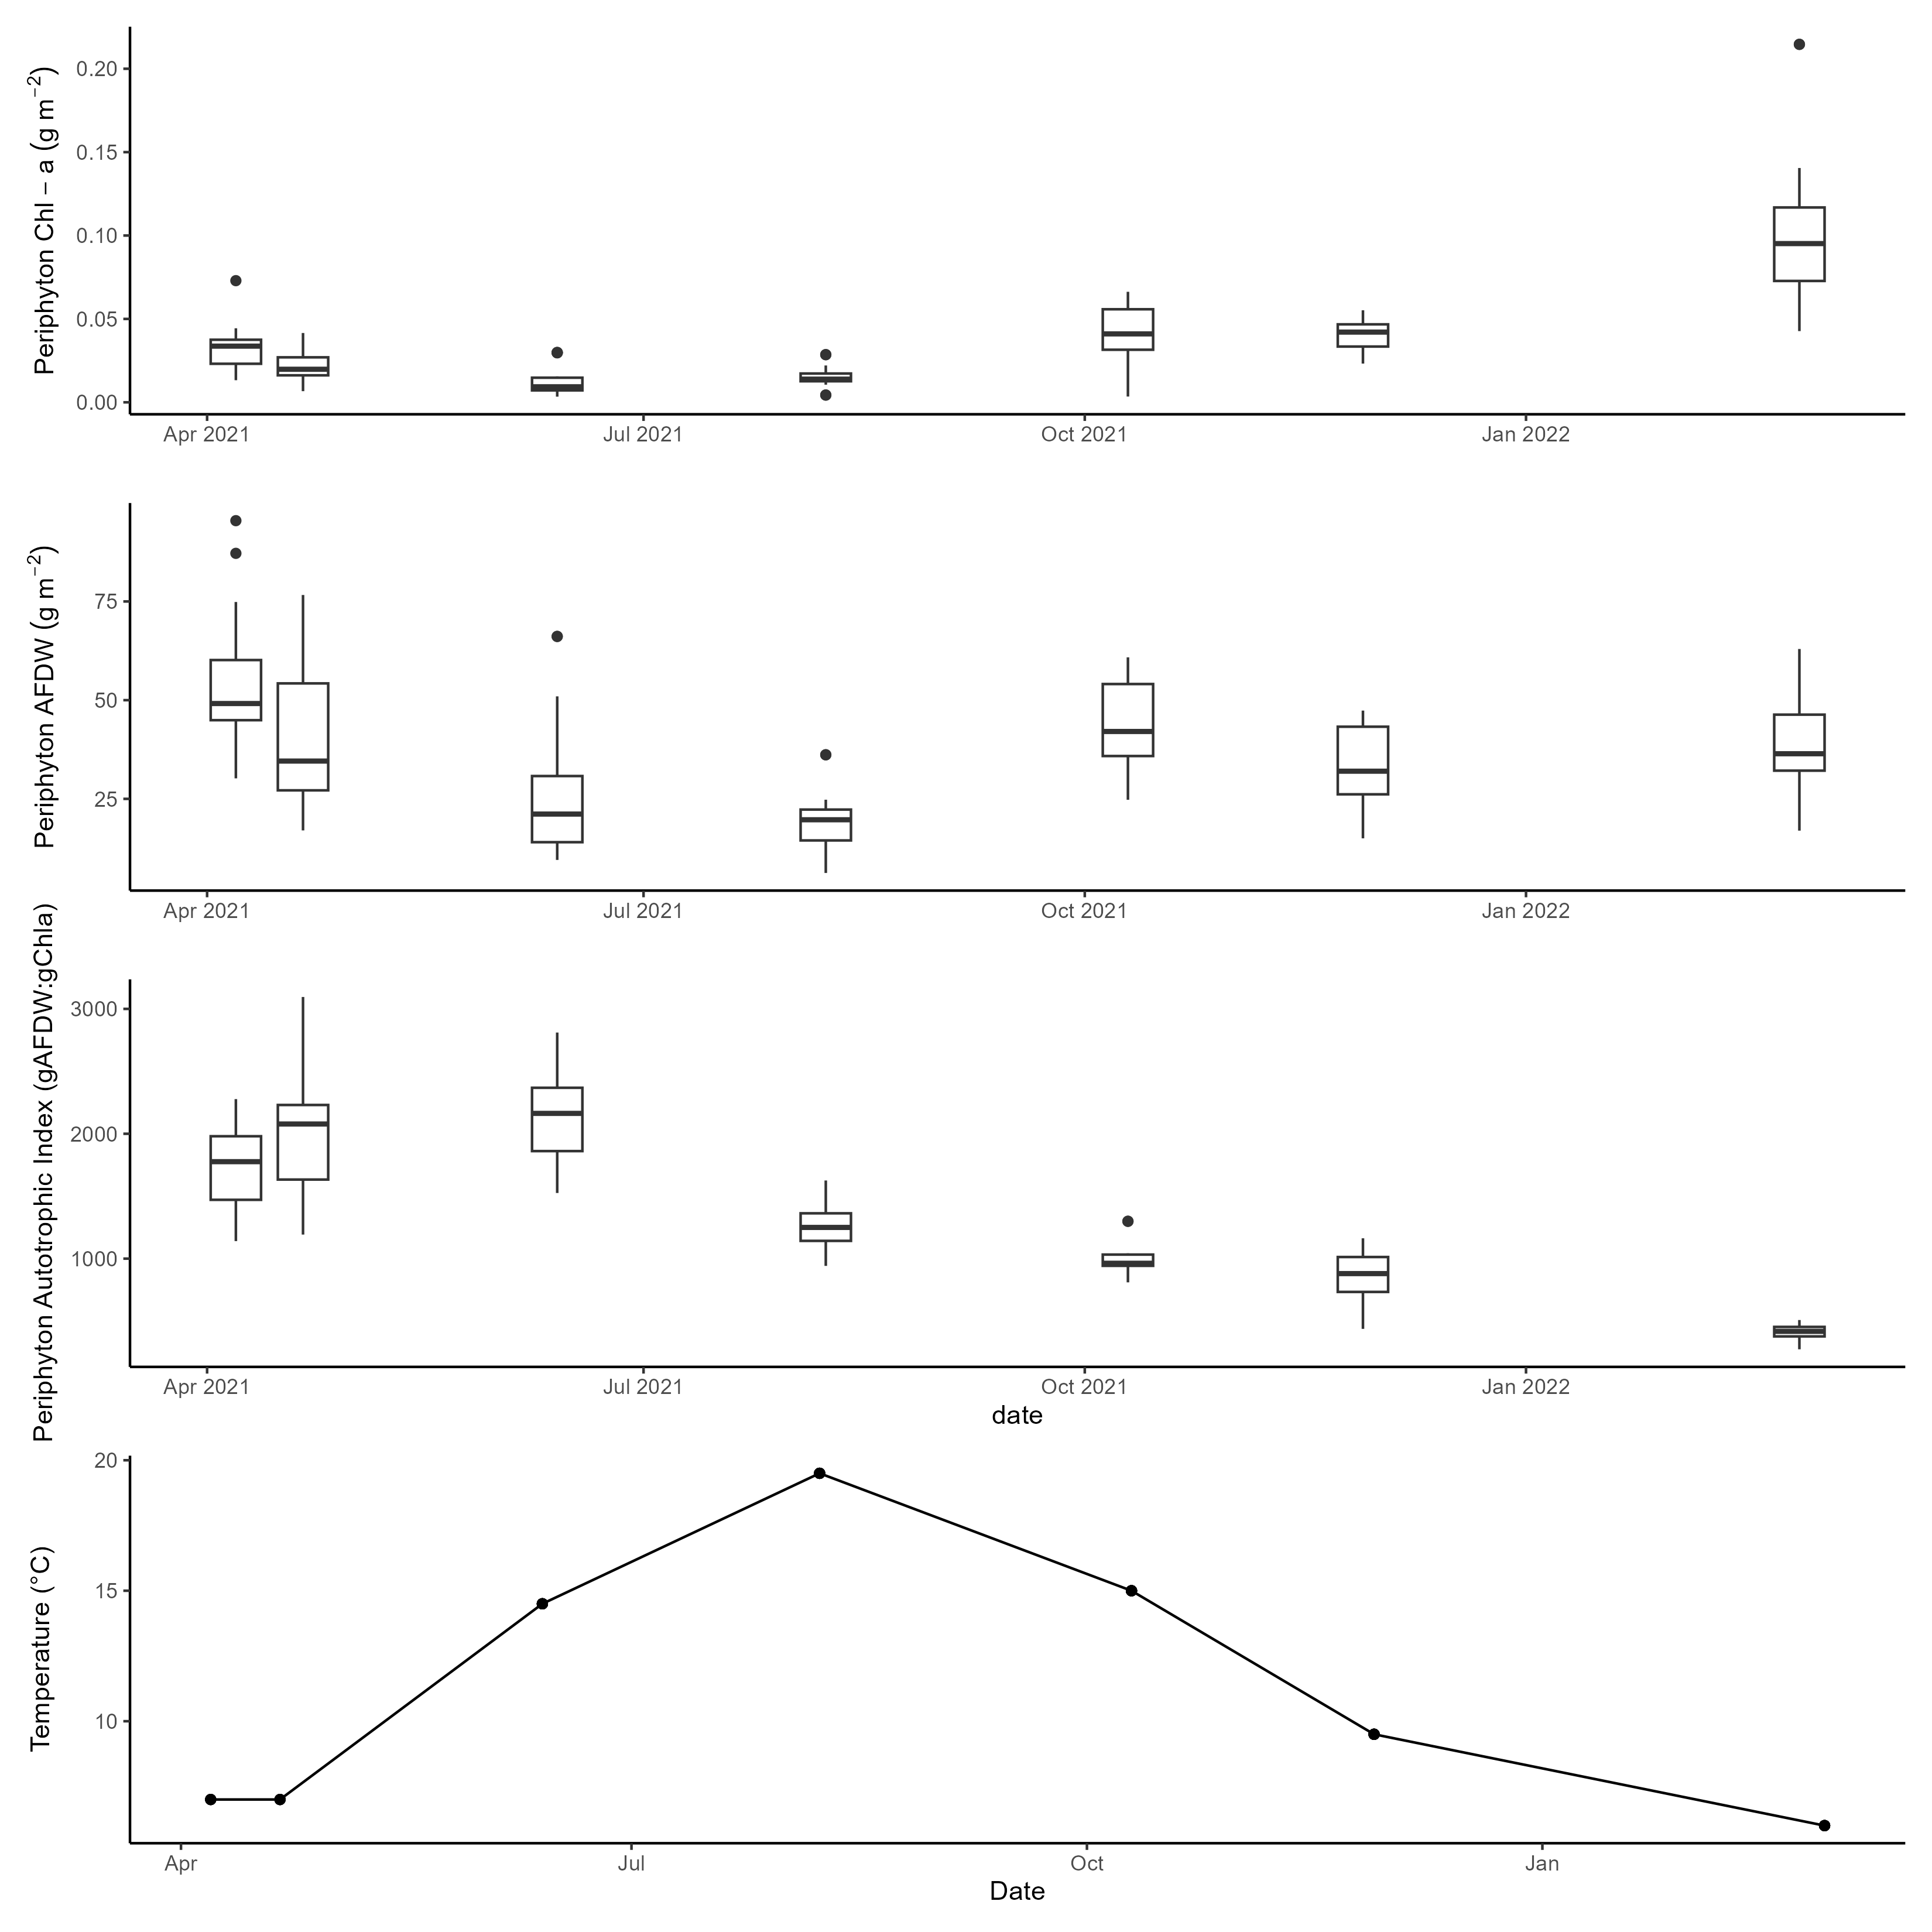 Periphyton Chl − a (g m⁻²)
0.20
0.15
0.10
0.05
0.00
Apr 2021 Jul 2021 Oct 2021 Jan 2022
Periphyton AFDW (g m⁻²)
75
50
25
Apr 2021 Jul 2021 Oct 2021 Jan 2022
Periphyton Autotrophic Index (gAFDW:gChla)
3000
2000
1000
Apr 2021 Jul 2021 Oct 2021 Jan 2022
date
Temperature (°C)
20
15
10
Apr Jul Oct Jan
Date